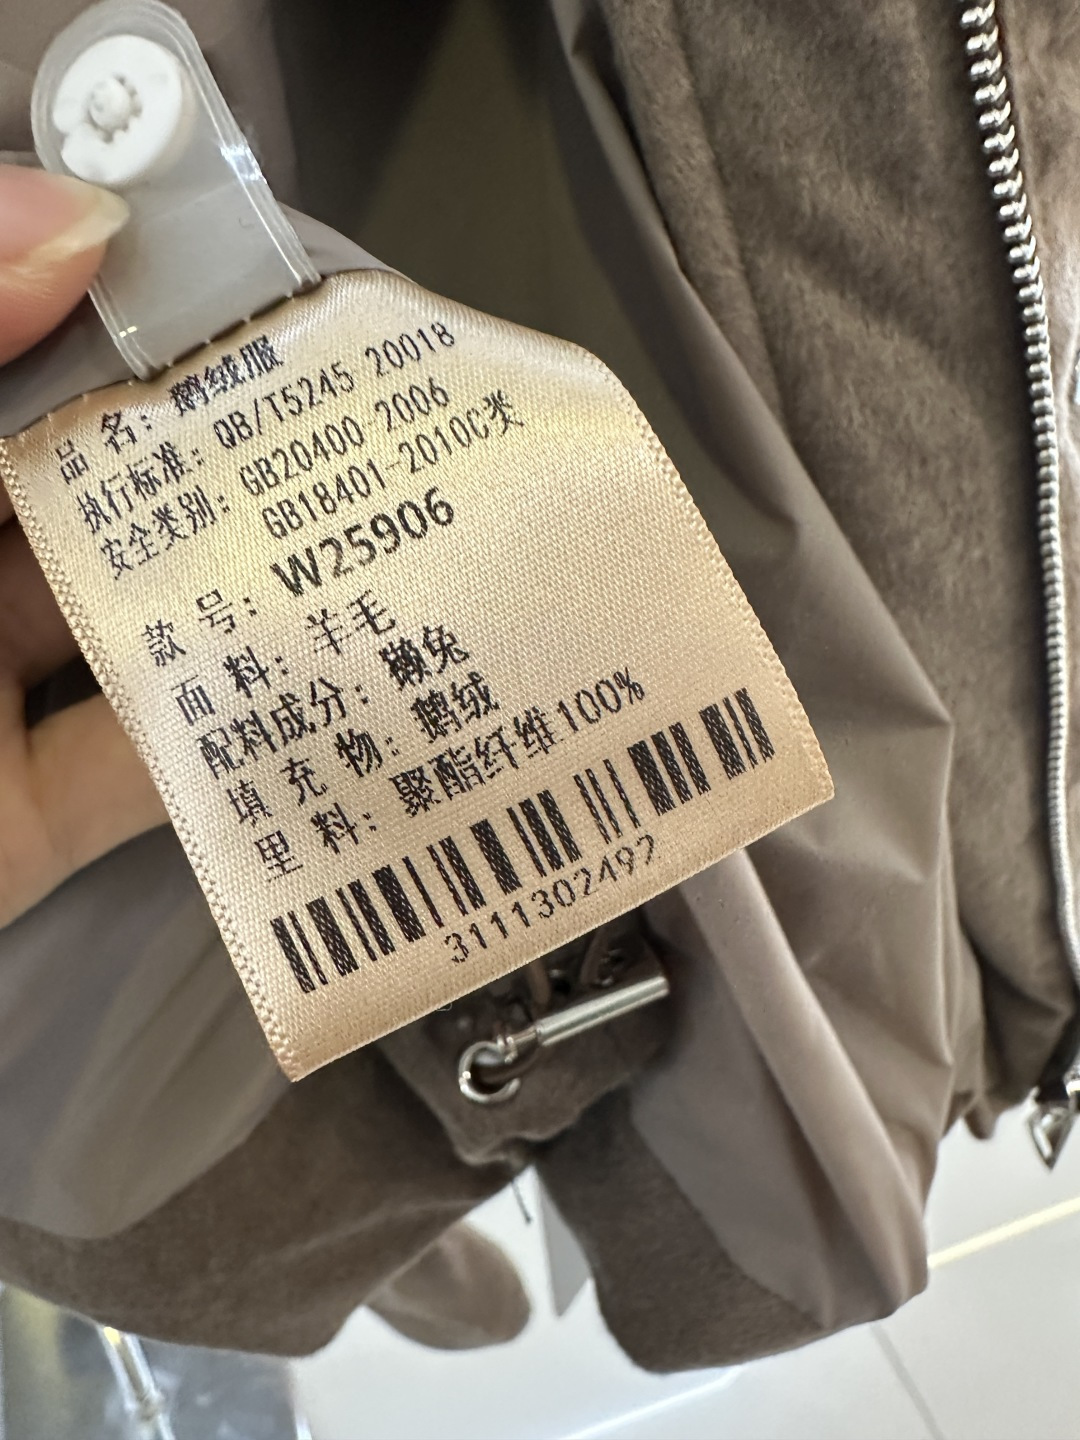 品 名：鹅绒服
执行标准：QB/T5245 20018
安全类别：GB20400-2006
GB18401-2010C类
款 号：W25906
面 料：羊毛
配料成分：獭兔
填 充 物：鹅绒
里 料：聚酯纤维100%
3111302492